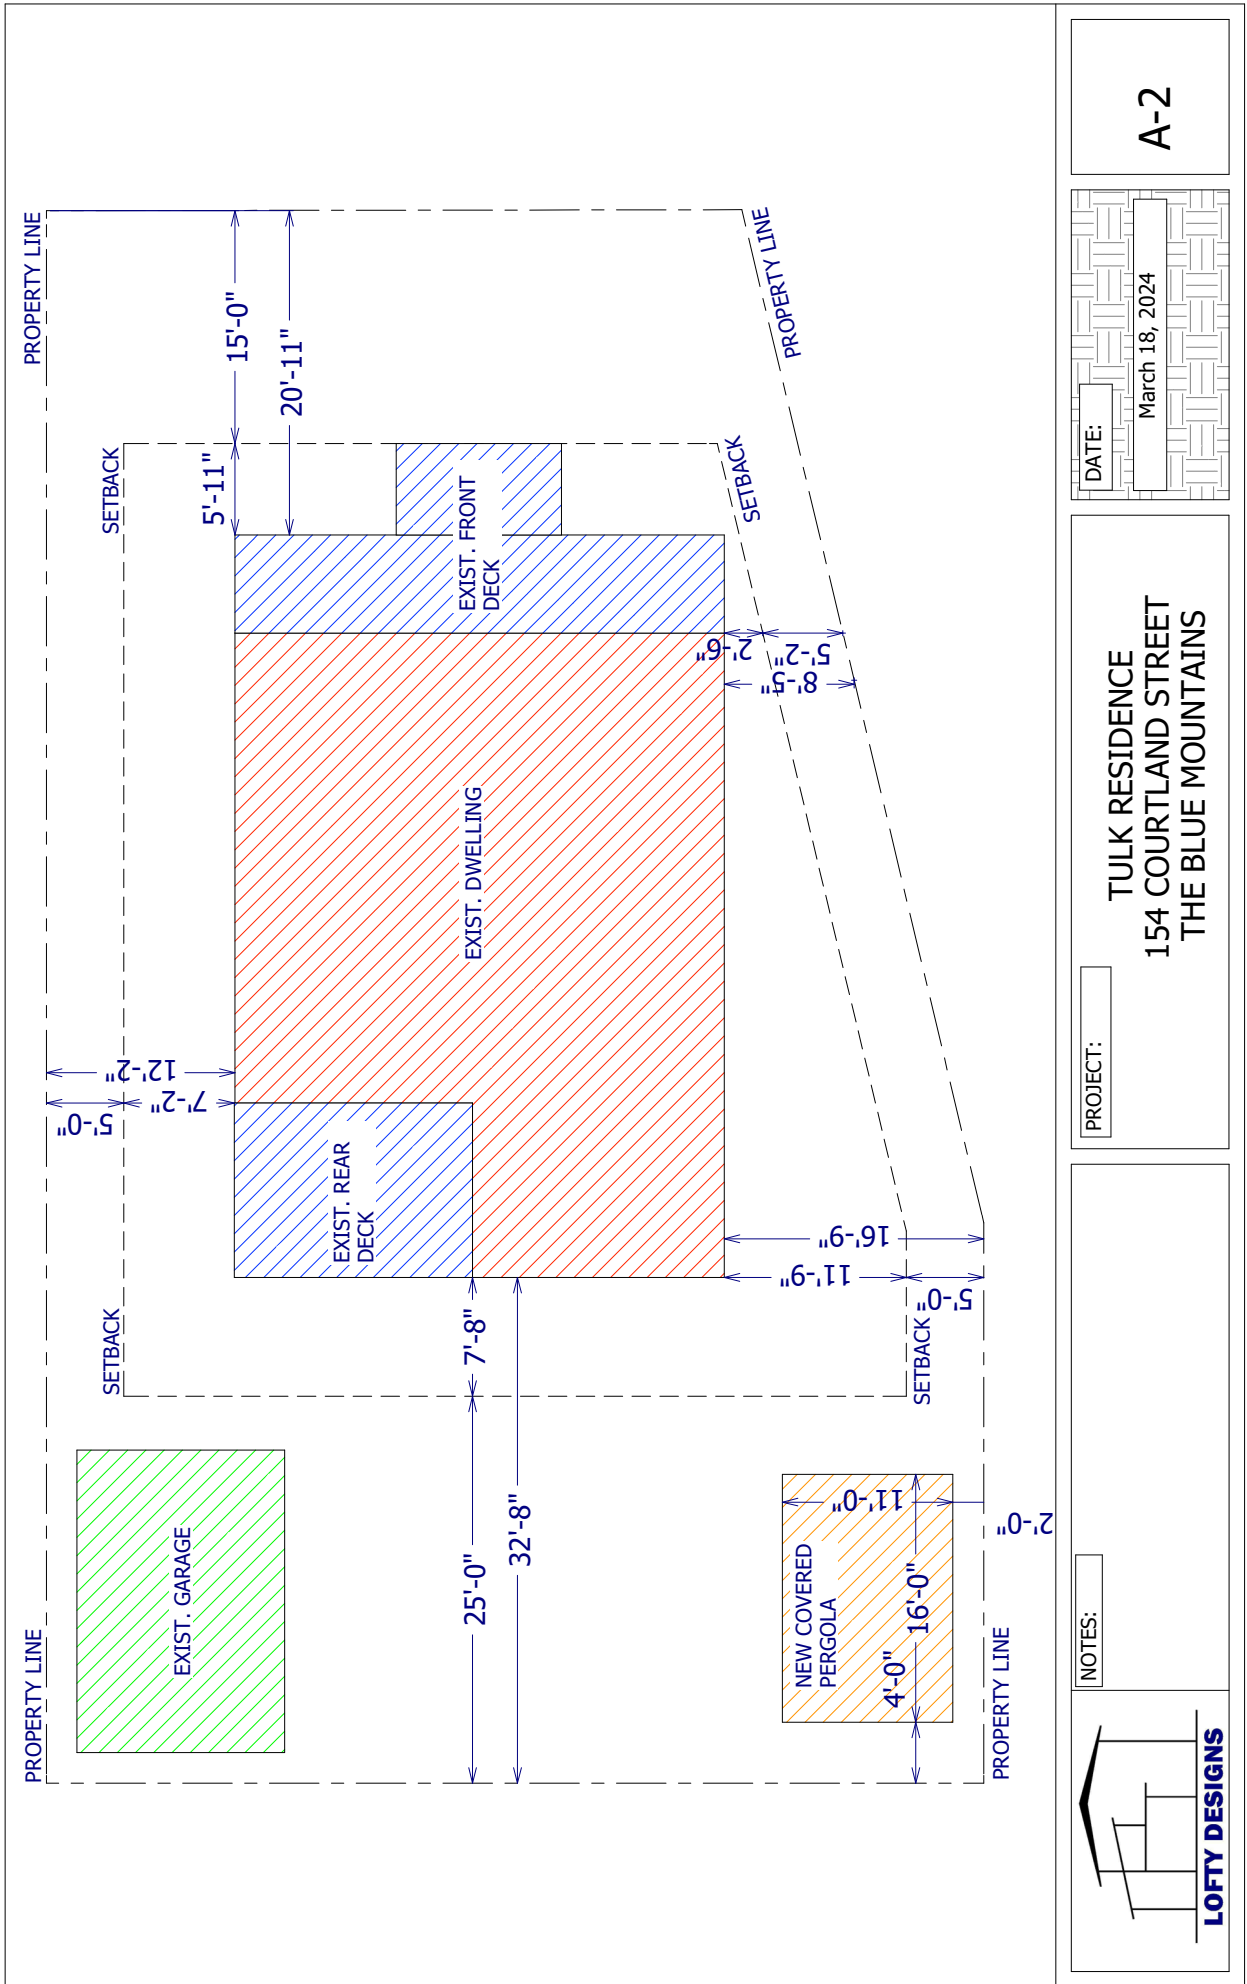 PROPERTY LINE
SETBACK
SETBACK
PROPERTY LINE
5'-0"
7'-2"
12'-2"
5'-11"
15'-0"
20'-11"
EXIST. GARAGE
EXIST. REAR
DECK
EXIST. DWELLING
EXIST. FRONT
DECK
7'-8"
25'-0"
32'-8"
2'-6"
5'-2"
8'-5"
SETBACK
PROPERTY LINE
11'-9"
16'-9"
5'-0"
NEW COVERED
PERGOLA
11'-0"
4'-0"
16'-0"
2'-0"
SETBACK
PROPERTY LINE
LOFTY DESIGNS
NOTES:
PROJECT:
TULK RESIDENCE
154 COURTLAND STREET
THE BLUE MOUNTAINS
DATE:
March 18, 2024
A-2